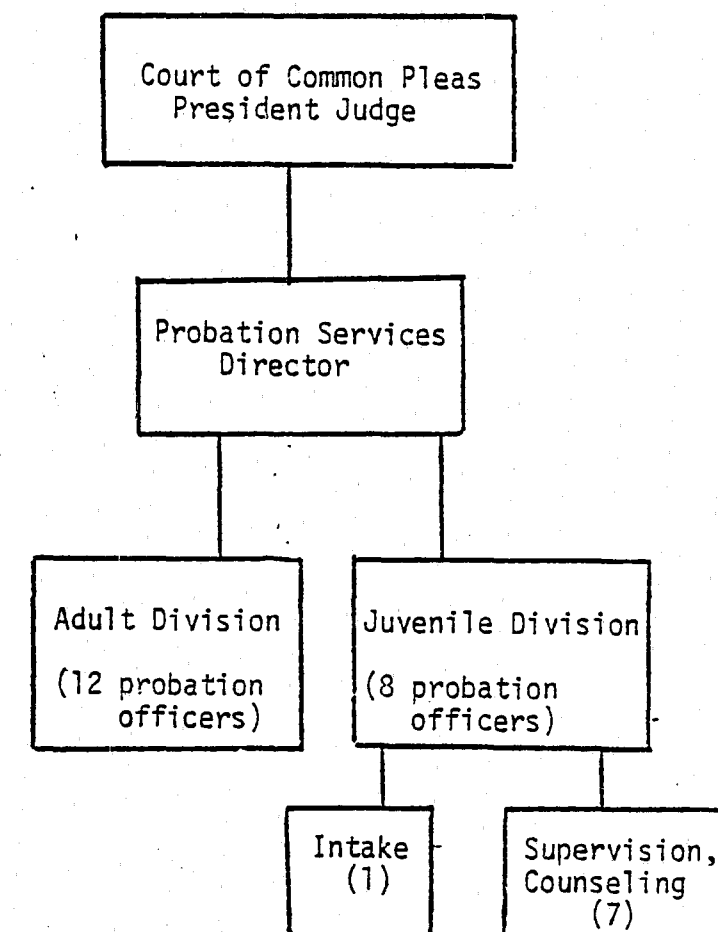 Court of Common Pleas
President Judge
Probation Services
Director
Adult Division
(12 probation
officers)
Juvenile Division
(8 probation
officers)
Intake
(1)
Supervision,
Counseling
(7)